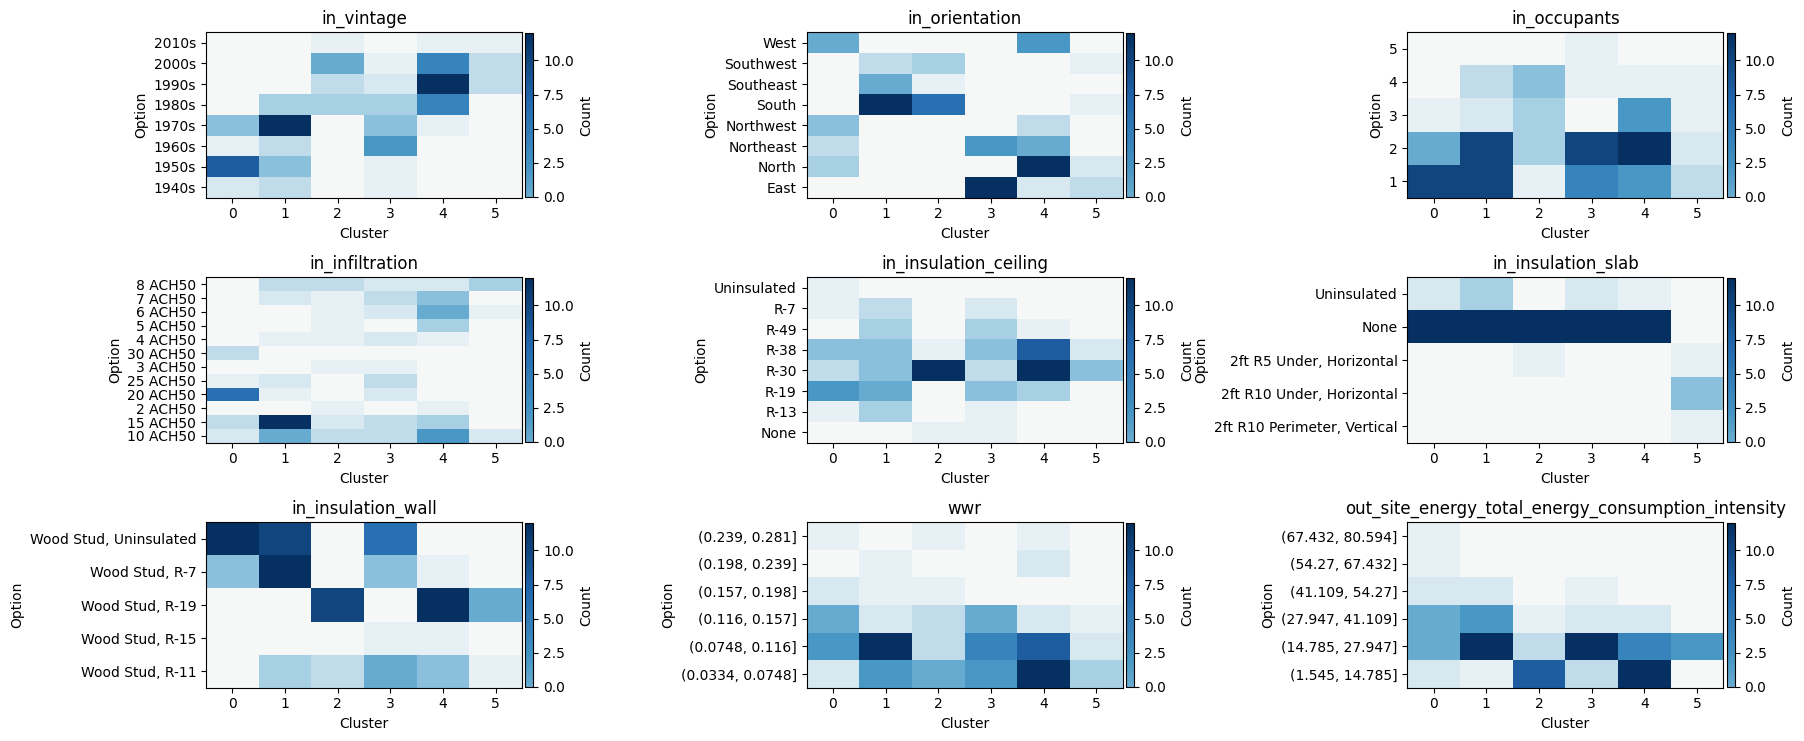 in_vintage
2010s
2000s
1990s
1980s
1970s
1960s
1950s
1940s
Option
0 1 2 3 4 5
Cluster
10.0
7.5
5.0
2.5
0.0
Count
in_orientation
West
Southwest
Southeast
South
Northwest
Northeast
North
East
Option
0 1 2 3 4 5
Cluster
10.0
7.5
5.0
2.5
0.0
Count
in_occupants
5
4
3
2
1
Option
0 1 2 3 4 5
Cluster
10.0
7.5
5.0
2.5
0.0
Count
in_infiltration
8 ACH50
7 ACH50
6 ACH50
5 ACH50
4 ACH50
30 ACH50
3 ACH50
25 ACH50
20 ACH50
2 ACH50
15 ACH50
10 ACH50
Option
0 1 2 3 4 5
Cluster
10.0
7.5
5.0
2.5
0.0
Count
in_insulation_ceiling
Uninsulated
R-7
R-49
R-38
R-30
R-19
R-13
None
Option
0 1 2 3 4 5
Cluster
10.0
7.5
5.0
2.5
0.0
Count
in_insulation_slab
Uninsulated
None
2ft R5 Under, Horizontal
2ft R10 Under, Horizontal
2ft R10 Perimeter, Vertical
Option
0 1 2 3 4 5
Cluster
10.0
7.5
5.0
2.5
0.0
Count
in_insulation_wall
Wood Stud, Uninsulated
Wood Stud, R-7
Wood Stud, R-19
Wood Stud, R-15
Wood Stud, R-11
Option
0 1 2 3 4 5
Cluster
10.0
7.5
5.0
2.5
0.0
Count
wwr
(0.239, 0.281]
(0.198, 0.239]
(0.157, 0.198]
(0.116, 0.157]
(0.0748, 0.116]
(0.0334, 0.0748]
Option
0 1 2 3 4 5
Cluster
10.0
7.5
5.0
2.5
0.0
Count
out_site_energy_total_energy_consumption_intensity
(67.432, 80.594]
(54.27, 67.432]
(41.109, 54.27]
(27.947, 41.109]
(14.785, 27.947]
(1.545, 14.785]
Option
0 1 2 3 4 5
Cluster
10.0
7.5
5.0
2.5
0.0
Count